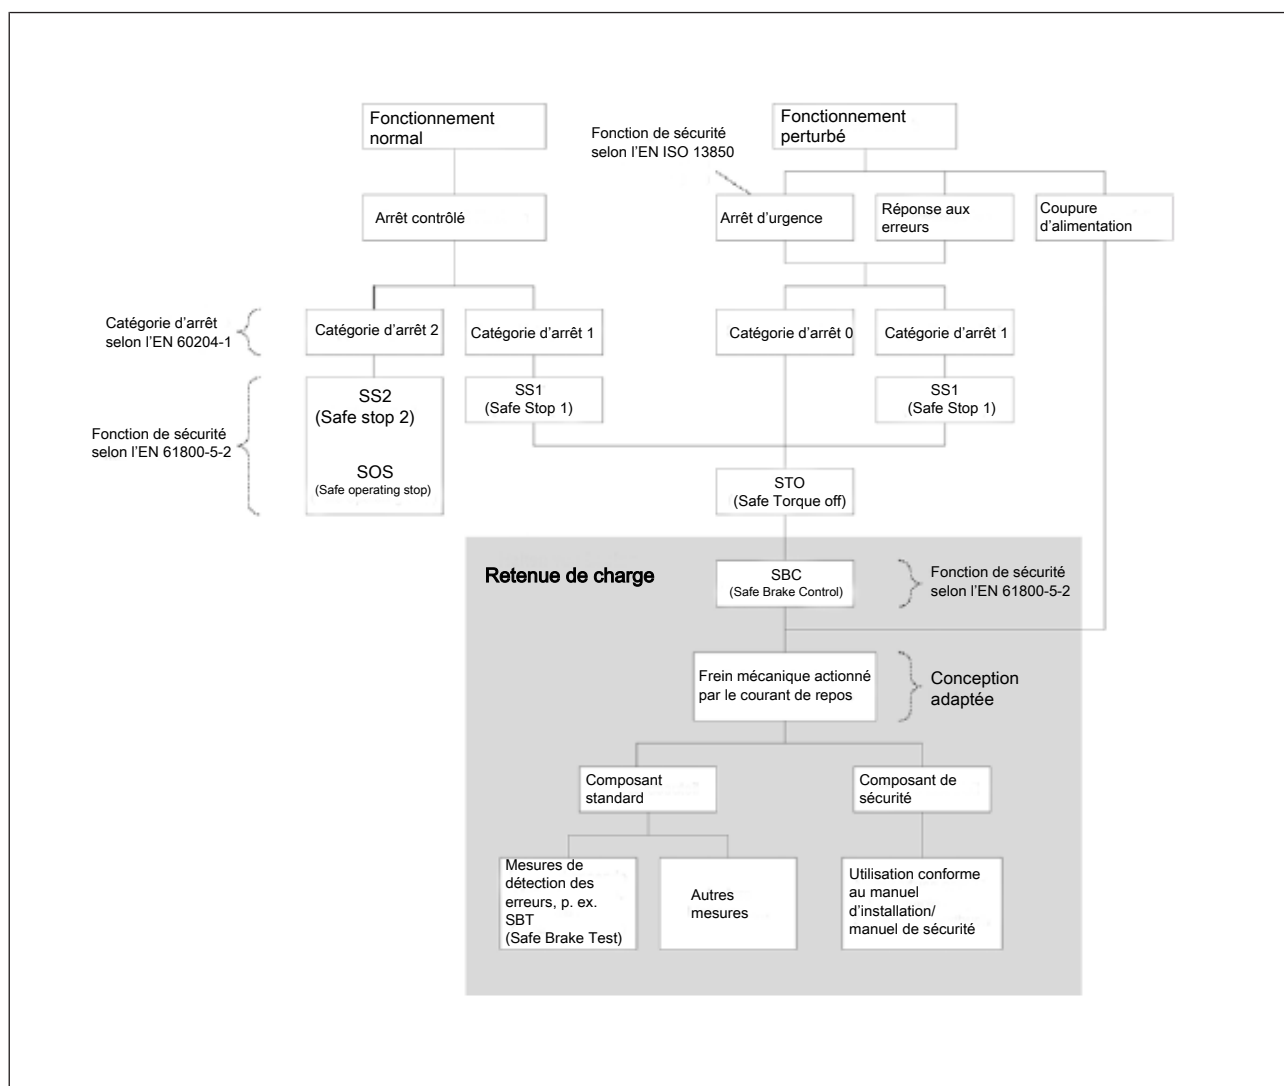 Fonctionnement
normal
Fonctionnement
perturbé
Fonction de sécurité
selon l'EN ISO 13850
Arrêt contrôlé
Arrêt d'urgence
Réponse aux
erreurs
Coupure
d'alimentation
Catégorie d'arrêt
selon l'EN 60204-1
Catégorie d'arrêt 2
Catégorie d'arrêt 1
Catégorie d'arrêt 0
Catégorie d'arrêt 1
Fonction de sécurité
selon l'EN 61800-5-2
SS2
(Safe stop 2)
SOS
(Safe operating stop)
SS1
(Safe Stop 1)
SS1
(Safe Stop 1)
STO
(Safe Torque off)
Retenue de charge
SBC
(Safe Brake Control)
Fonction de sécurité
selon l'EN 61800-5-2
Frein mécanique actionné
par le courant de repos
Conception
adaptée
Composant
standard
Composant de
sécurité
Mesures de
détection des
erreurs, p. ex.
SBT
(Safe Brake Test)
Autres
mesures
Utilisation conforme
au manuel
d'installation/
manuel de sécurité